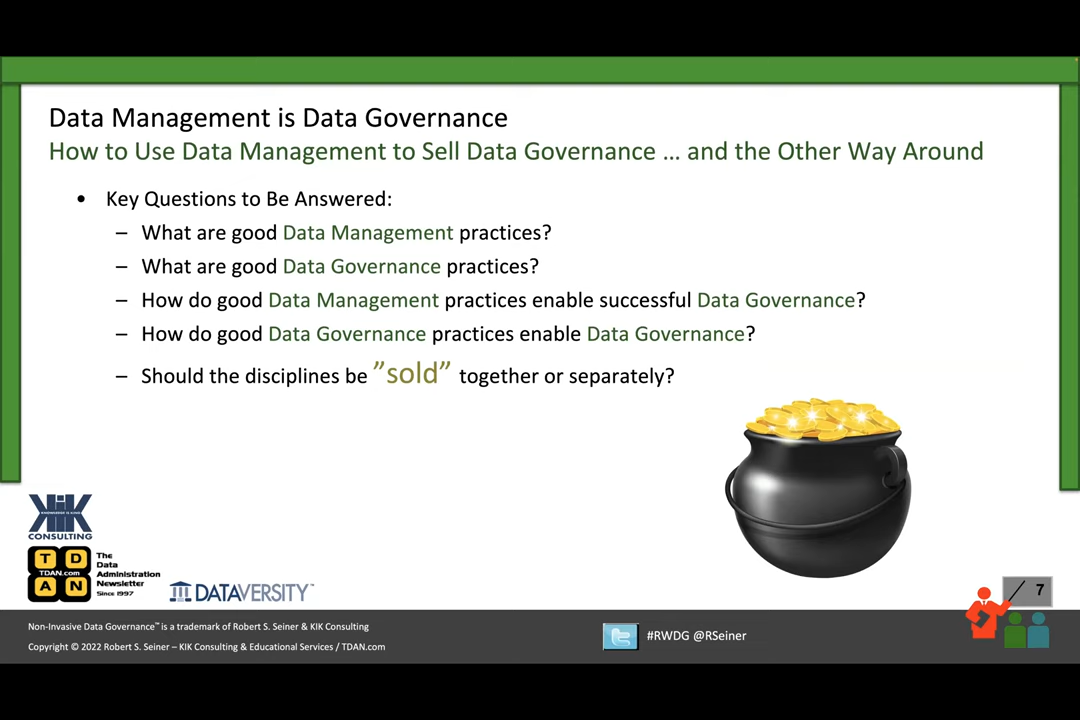 Data Management is Data Governance
How to Use Data Management to Sell Data Governance … and the Other Way Around
• Key Questions to Be Answered:
– What are good Data Management practices?
– What are good Data Governance practices?
– How do good Data Management practices enable successful Data Governance?
– How do good Data Governance practices enable Data Governance?
– Should the disciplines be ”sold” together or separately?
KIK
KNOWLEDGE IS KING
CONSULTING
T D
TDAN.com
A N
The
Data
Administration
Newsletter
Since 1997
DATAVERSITY™
7
Non-Invasive Data Governance™ is a trademark of Robert S. Seiner & KIK Consulting
Copyright © 2022 Robert S. Seiner – KIK Consulting & Educational Services / TDAN.com
#RWDG @RSeiner